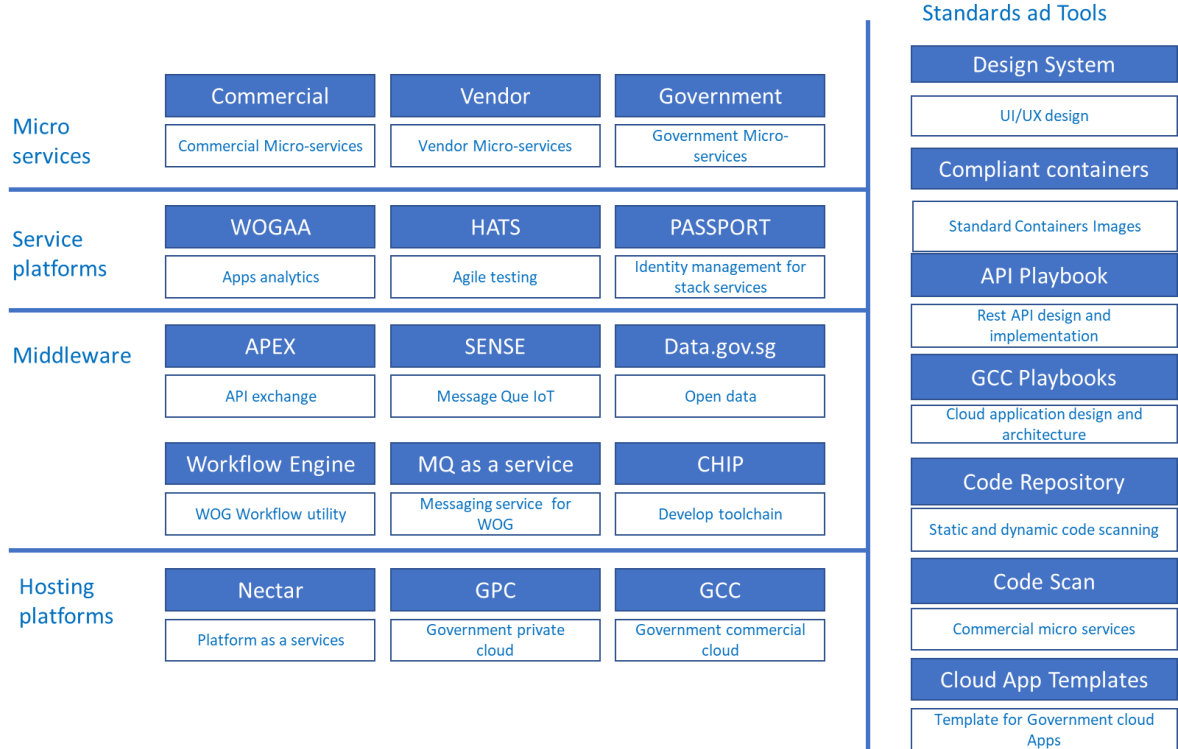 Standards ad Tools
Micro
services
Commercial
Commercial Micro-services
Vendor
Vendor Micro-services
Government
Government Micro-
services
Service
platforms
WOGAA
Apps analytics
HATS
Agile testing
PASSPORT
Identity management for
stack services
Middleware
APEX
API exchange
SENSE
Message Que IoT
Data.gov.sg
Open data
Workflow Engine
WOG Workflow utility
MQ as a service
Messaging service for
WOG
CHIP
Develop toolchain
Hosting
platforms
Nectar
Platform as a services
GPC
Government private
cloud
GCC
Government commercial
cloud
Design System
UI/UX design
Compliant containers
Standard Containers Images
API Playbook
Rest API design and
implementation
GCC Playbooks
Cloud application design and
architecture
Code Repository
Static and dynamic code scanning
Code Scan
Commercial micro services
Cloud App Templates
Template for Government cloud
Apps